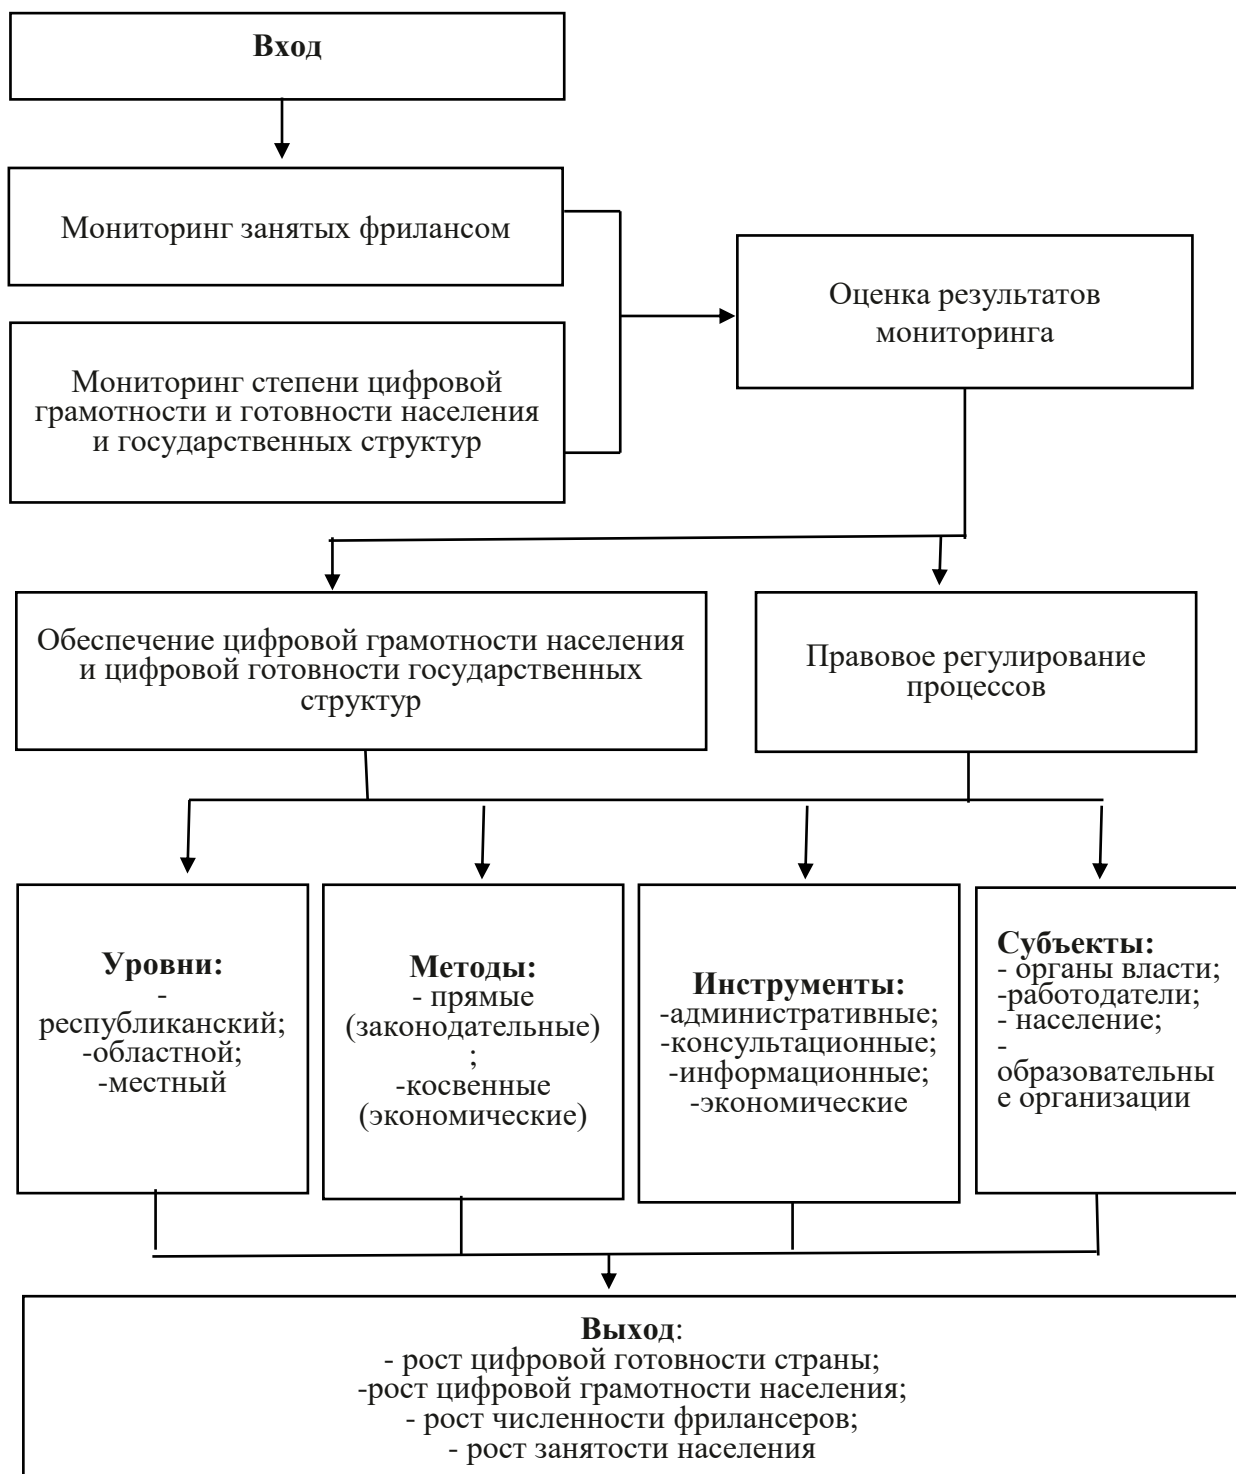 Вход
Мониторинг занятых фрилансом
Оценка результатов
мониторинга
Мониторинг степени цифровой
грамотности и готовности населения
и государственных структур
Обеспечение цифровой грамотности населения
и цифровой готовности государственных
структур
Правовое регулирование
процессов
Уровни:
-
республиканский;
-областной;
-местный
Методы:
- прямые
(законодательные)
;
-косвенные
(экономические)
Инструменты:
-административные;
-консультационные;
-информационные;
-экономические
Субъекты:
- органы власти;
-работодатели;
- население;
-
образовательны
е организации
Выход:
- рост цифровой готовности страны;
-рост цифровой грамотности населения;
- рост численности фрилансеров;
- рост занятости населения